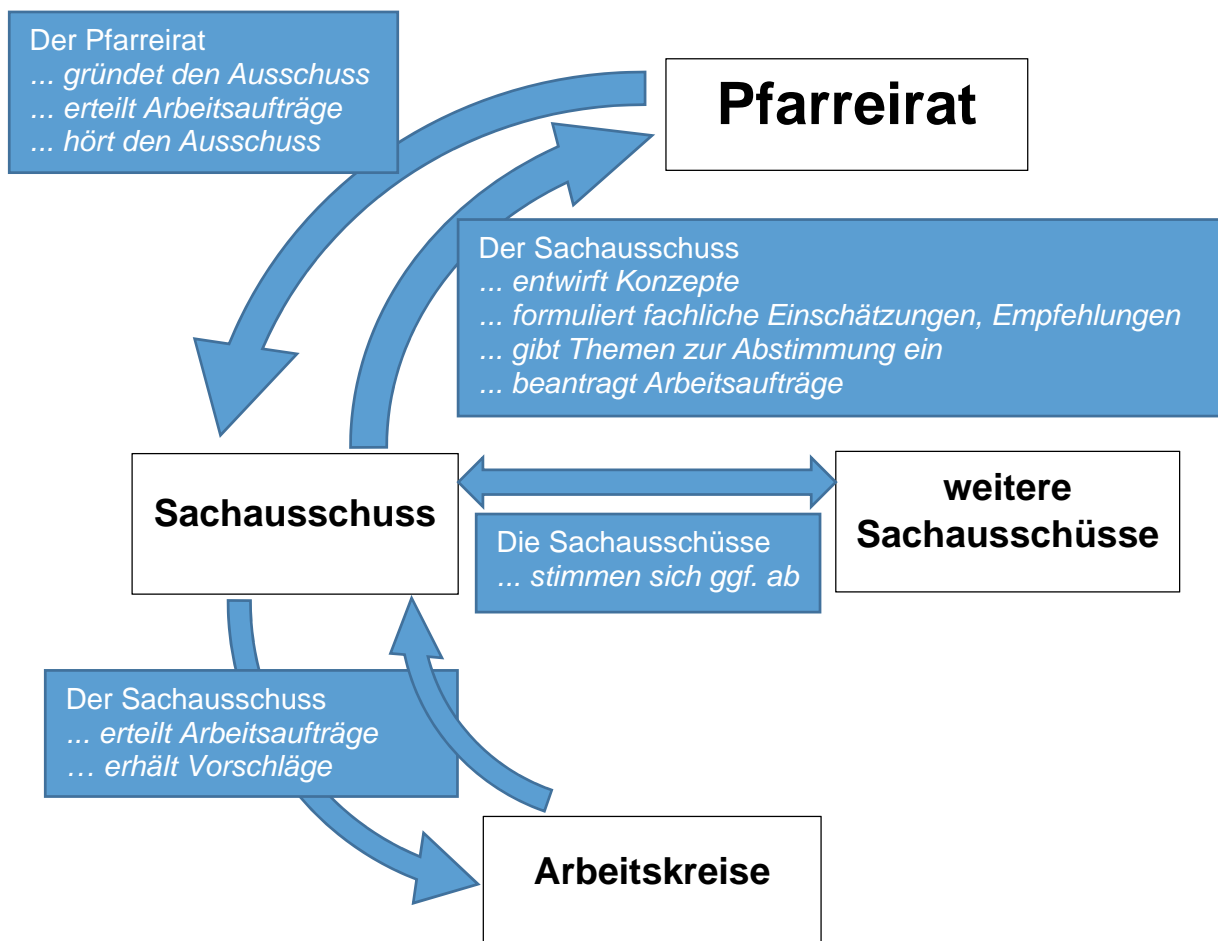 Der Pfarreirat
... gründet den Ausschuss
... erteilt Arbeitsaufträge
... hört den Ausschuss
Pfarreirat
Der Sachausschuss
... entwirft Konzepte
... formuliert fachliche Einschätzungen, Empfehlungen
... gibt Themen zur Abstimmung ein
... beantragt Arbeitsaufträge
Sachausschuss
weitere
Sachausschüsse
Die Sachausschüsse
... stimmen sich ggf. ab
Der Sachausschuss
... erteilt Arbeitsaufträge
… erhält Vorschläge
Arbeitskreise